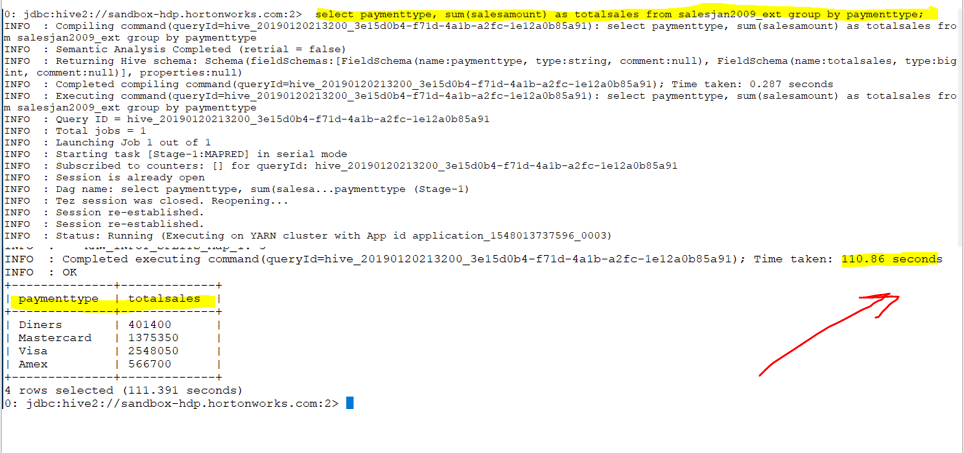 0: jdbc:hive2://sandbox-hdp.hortonworks.com:2> select paymenttype, sum(salesamount) as totalsales from salesjan2009_ext group by paymenttype;
INFO : Compiling command(queryId=hive_20190120213200_3e15d0b4-f71d-4a1b-a2fc-1e12a0b85a91): select paymenttype, sum(salesamount) as totalsales fro
m salesjan2009_ext group by paymenttype
INFO : Semantic Analysis Completed (retrial = false)
INFO : Returning Hive schema: Schema(fieldSchemas:[FieldSchema(name:paymenttype, type:string, comment:null), FieldSchema(name:totalsales, type:big
int, comment:null)], properties:null)
INFO : Completed compiling command(queryId=hive_20190120213200_3e15d0b4-f71d-4a1b-a2fc-1e12a0b85a91); Time taken: 0.287 seconds
INFO : Executing command(queryId=hive_20190120213200_3e15d0b4-f71d-4a1b-a2fc-1e12a0b85a91): select paymenttype, sum(salesamount) as totalsales fro
m salesjan2009_ext group by paymenttype
INFO : Query ID = hive_20190120213200_3e15d0b4-f71d-4a1b-a2fc-1e12a0b85a91
INFO : Total jobs = 1
INFO : Launching Job 1 out of 1
INFO : Starting task [Stage-1:MAPRED] in serial mode
INFO : Subscribed to counters: [] for queryId: hive_20190120213200_3e15d0b4-f71d-4a1b-a2fc-1e12a0b85a91
INFO : Session is already open
INFO : Dag name: select paymenttype, sum(salesa...paymenttype (Stage-1)
INFO : Tez session was closed. Reopening...
INFO : Session re-established.
INFO : Session re-established.
INFO : Status: Running (Executing on YARN cluster with App id application_1548013737596_0003)
INFO : Completed executing command(queryId=hive_20190120213200_3e15d0b4-f71d-4a1b-a2fc-1e12a0b85a91); Time taken: 110.86 seconds
INFO : OK
+--------------+-------------+
| paymenttype | totalsales |
+--------------+-------------+
| Diners | 401400 |
| Mastercard | 1375350 |
| Visa | 2548050 |
| Amex | 566700 |
+--------------+-------------+
4 rows selected (111.391 seconds)
0: jdbc:hive2://sandbox-hdp.hortonworks.com:2>